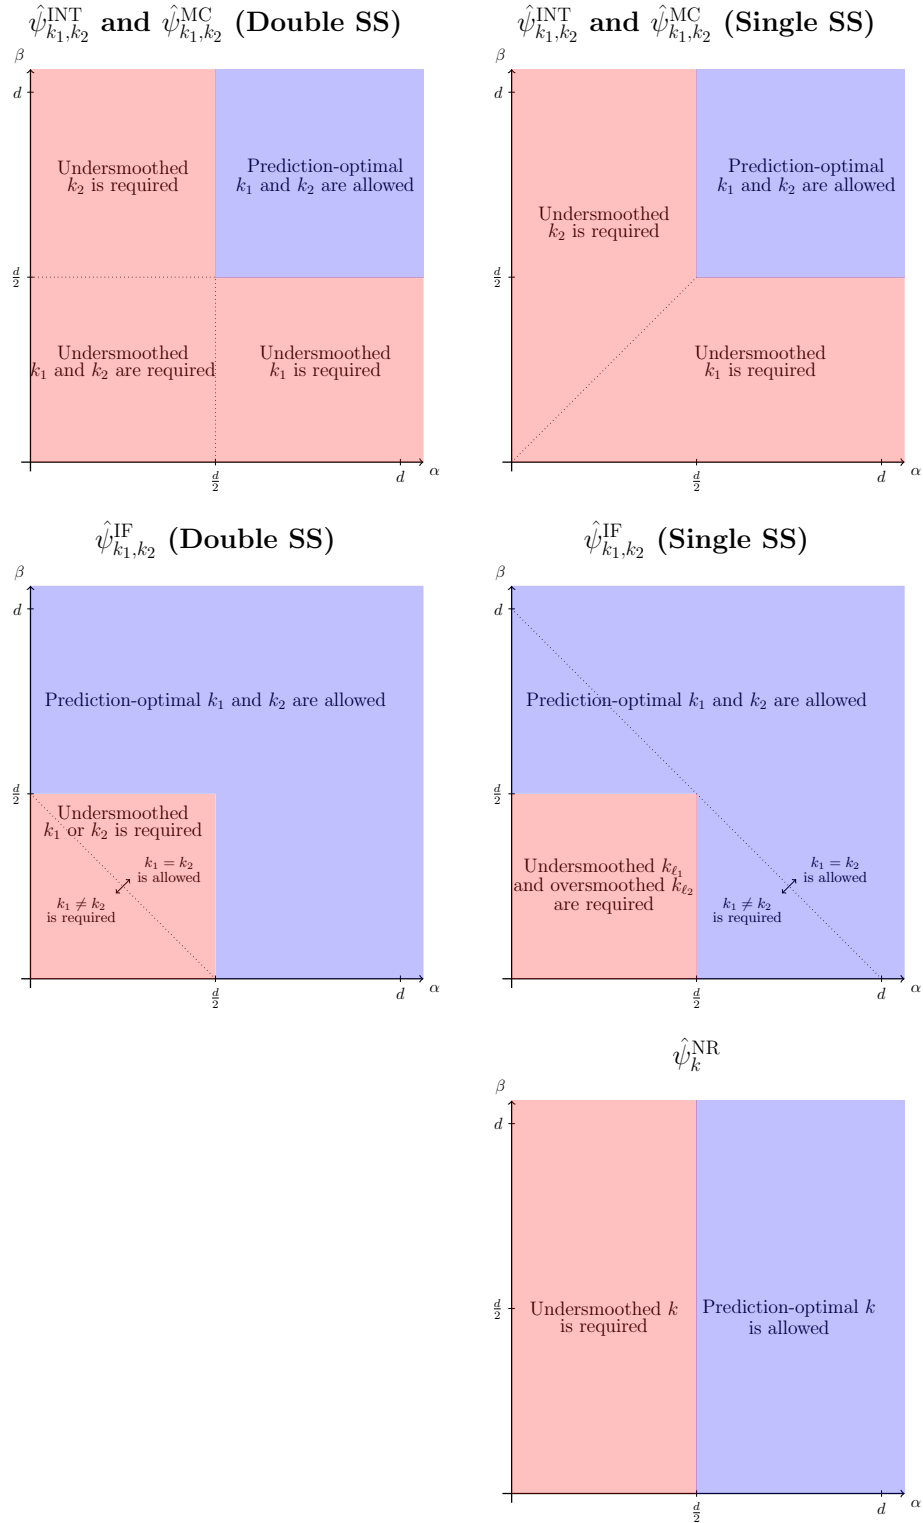 ψ̂^INT_{k₁,k₂} and ψ̂^MC_{k₁,k₂} (Double SS)
β
d
Undersmoothed
k₂ is required
Prediction-optimal
k₁ and k₂ are allowed
d/2
Undersmoothed
k₁ and k₂ are required
Undersmoothed
k₁ is required
d/2
d
α
ψ̂^INT_{k₁,k₂} and ψ̂^MC_{k₁,k₂} (Single SS)
β
d
Undersmoothed
k₂ is required
Prediction-optimal
k₁ and k₂ are allowed
d/2
Undersmoothed
k₁ is required
d/2
d
α
ψ̂^IF_{k₁,k₂} (Double SS)
β
d
Prediction-optimal k₁ and k₂ are allowed
d/2
Undersmoothed
k₁ or k₂ is required
k₁ = k₂
is allowed
k₁ ≠ k₂
is required
d/2
d
α
ψ̂^IF_{k₁,k₂} (Single SS)
β
d
Prediction-optimal k₁ and k₂ are allowed
d/2
Undersmoothed k_{ℓ₁}
and oversmoothed k_{ℓ₂}
are required
k₁ = k₂
is allowed
k₁ ≠ k₂
is required
d/2
d
α
ψ̂^NR_k
β
d
d/2
Undersmoothed k
is required
Prediction-optimal k
is allowed
d/2
d
α